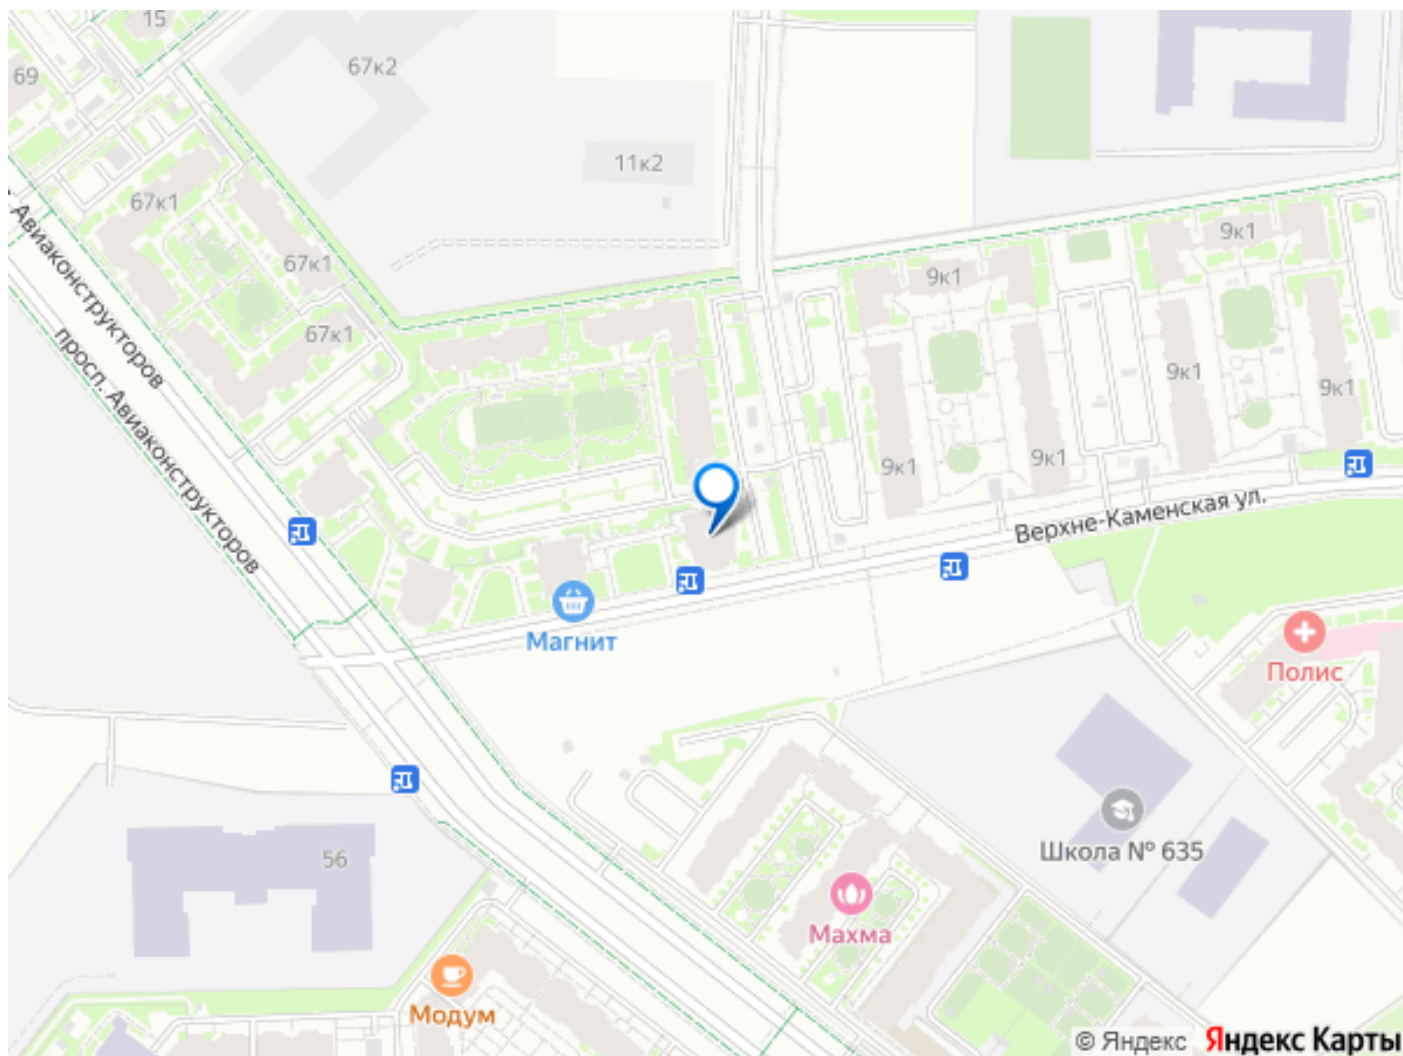 15
69
67к2
11к2
67к1
67к1
67к1
Авиаконструкторов
просп. Авиаконструкторов
9к1
9к1
9к1
9к1
9к1
9к1
Верхне-Каменская ул.
Магнит
Полис
56
Школа № 635
Махма
Модум
© Яндекс Яндекс Карты